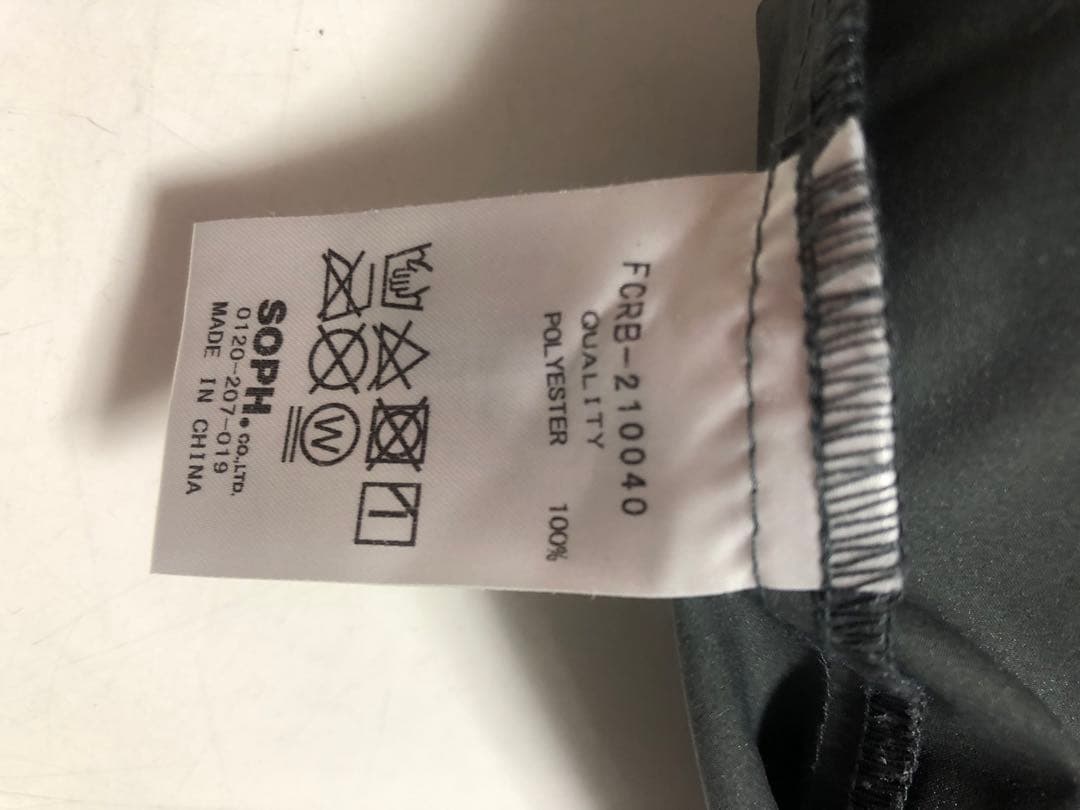 FCRB-210040
QUALITY
POLYESTER 100%
W
SOPH.CO.,LTD.
0120-207-019
MADE IN CHINA